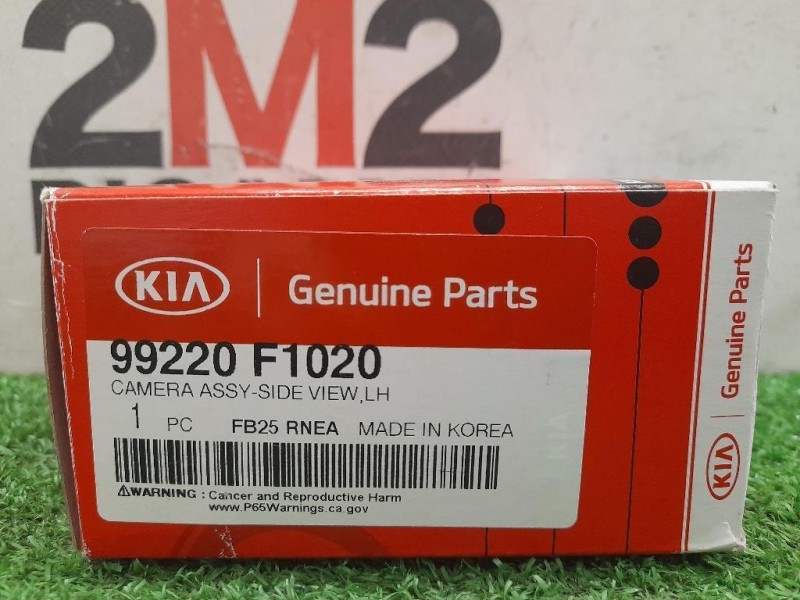 2M2
KIA
Genuine Parts
99220 F1020
CAMERA ASSY-SIDE VIEW,LH
1 PC FB25 RNEA MADE IN KOREA
H
⚠WARNING : Cancer and Reproductive Harm
www.P65Warnings.ca.gov
KIA
Genuine Parts